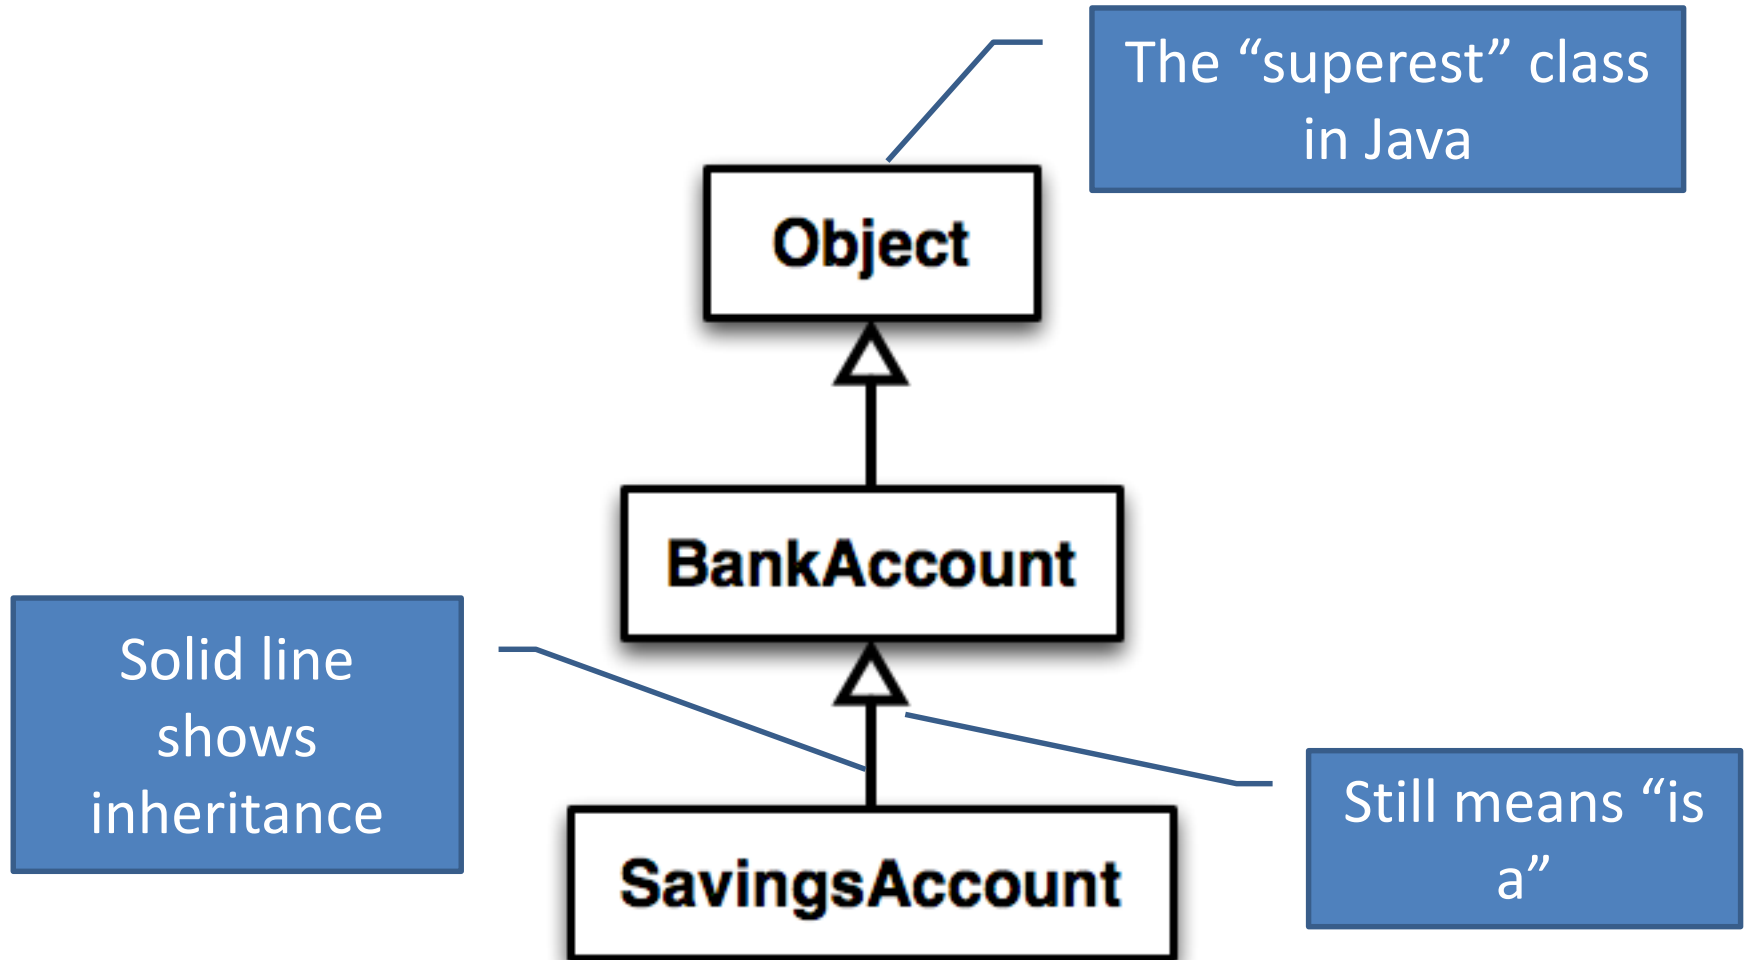 The “superest” class
in Java
Object
BankAccount
Solid line
shows
inheritance
Still means “is
a”
SavingsAccount